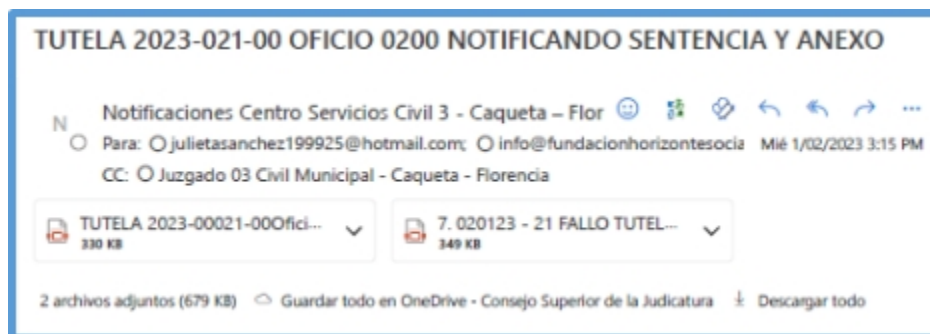 TUTELA 2023-021-00 OFICIO 0200 NOTIFICANDO SENTENCIA Y ANEXO
N
Notificaciones Centro Servicios Civil 3 - Caqueta – Flor
Para: julietasanchez199925@hotmail.com; info@fundacionhorizontesocia Mié 1/02/2023 3:15 PM
CC: Juzgado 03 Civil Municipal - Caqueta - Florencia
TUTELA 2023-00021-00Ofici... 7. 020123 - 21 FALLO TUTEL...
330 KB 349 KB
2 archivos adjuntos (679 KB) Guardar todo en OneDrive - Consejo Superior de la Judicatura Descargar todo